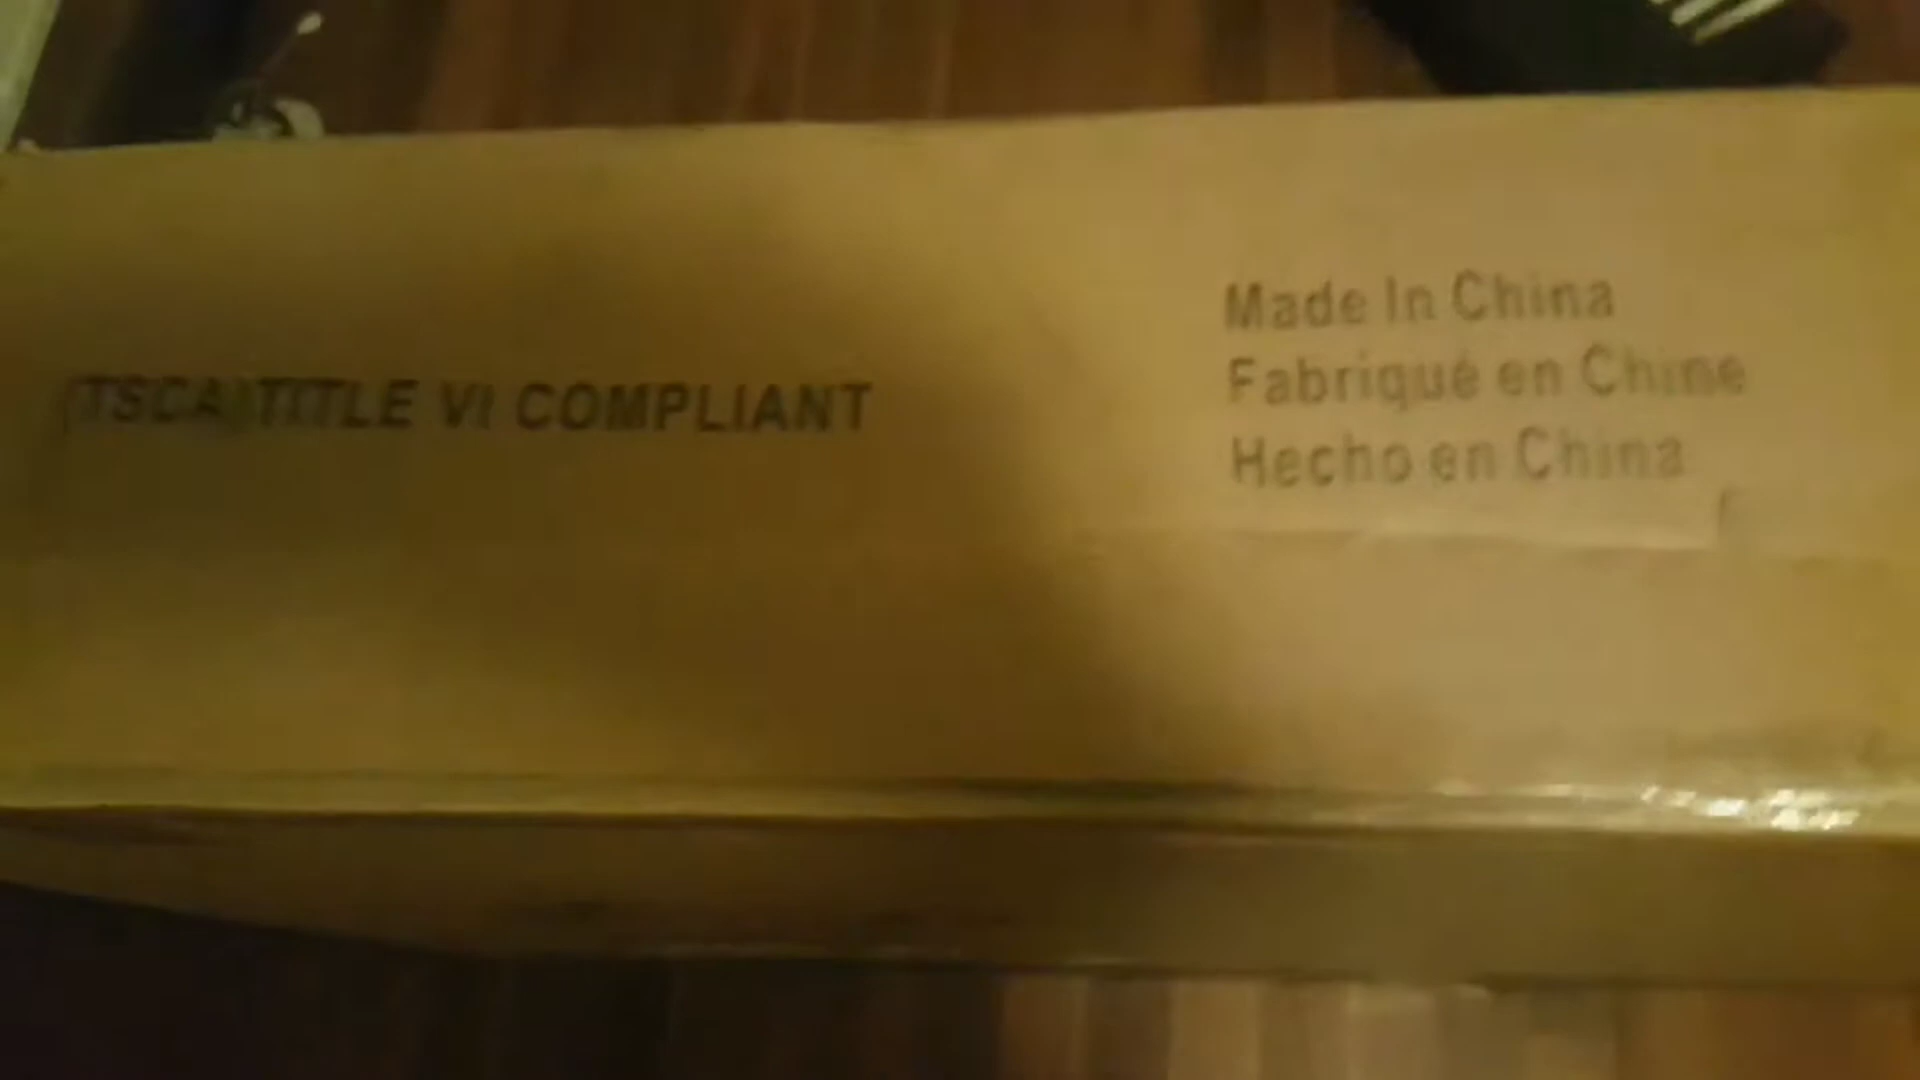 TSCA TITLE VI COMPLIANT
Made In China
Fabriqué en Chine
Hecho en China